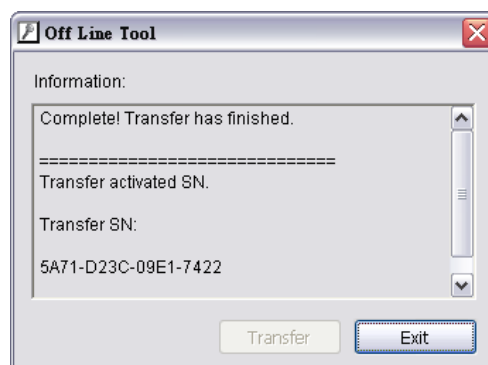 Off Line Tool
Information:
Complete! Transfer has finished.
==============================
Transfer activated SN.
Transfer SN:
5A71-D23C-09E1-7422
Transfer
Exit